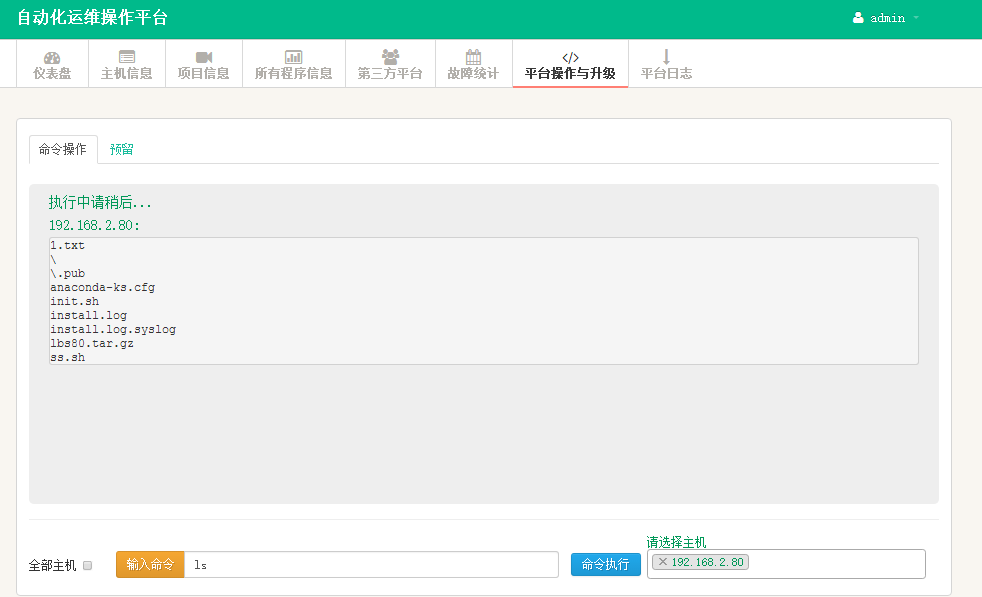 自动化运维操作平台
admin
仪表盘 主机信息 项目信息 所有程序信息 第三方平台 故障统计 平台操作与升级 平台日志
命令操作 预留
执行中请稍后...
192.168.2.80:
1.txt
\
\.pub
anaconda-ks.cfg
init.sh
install.log
install.log.syslog
lbs80.tar.gz
ss.sh
请选择主机
全部主机 输入命令 ls 命令执行 × 192.168.2.80